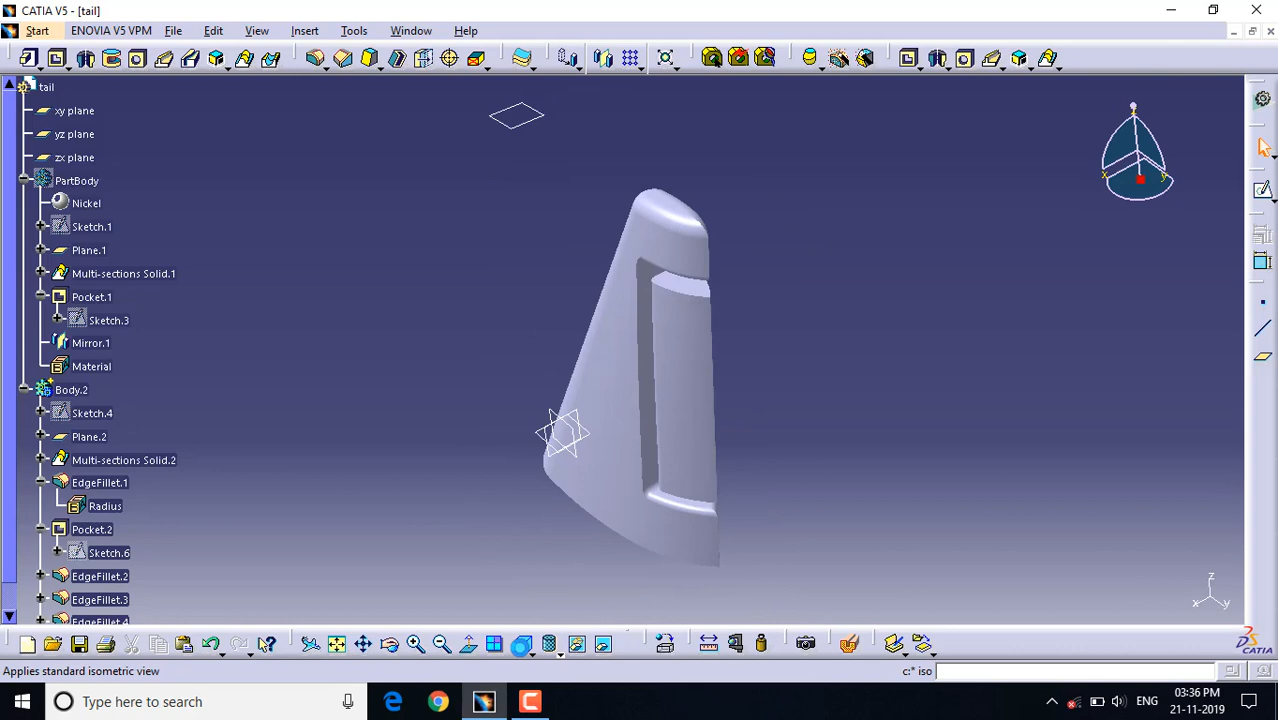 CATIA V5 - [tail]
Start ENOVIA V5 VPM File Edit View Insert Tools Window Help
tail
xy plane
yz plane
zx plane
PartBody
Nickel
Sketch.1
Plane.1
Multi-sections Solid.1
Pocket.1
Sketch.3
Mirror.1
Material
Body.2
Sketch.4
Plane.2
Multi-sections Solid.2
EdgeFillet.1
Radius
Pocket.2
Sketch.6
EdgeFillet.2
EdgeFillet.3
EdgeFillet.4
z
x y
z
x y
CATIA
Applies standard isometric view
c:* iso
Type here to search
ENG
03:36 PM
21-11-2019